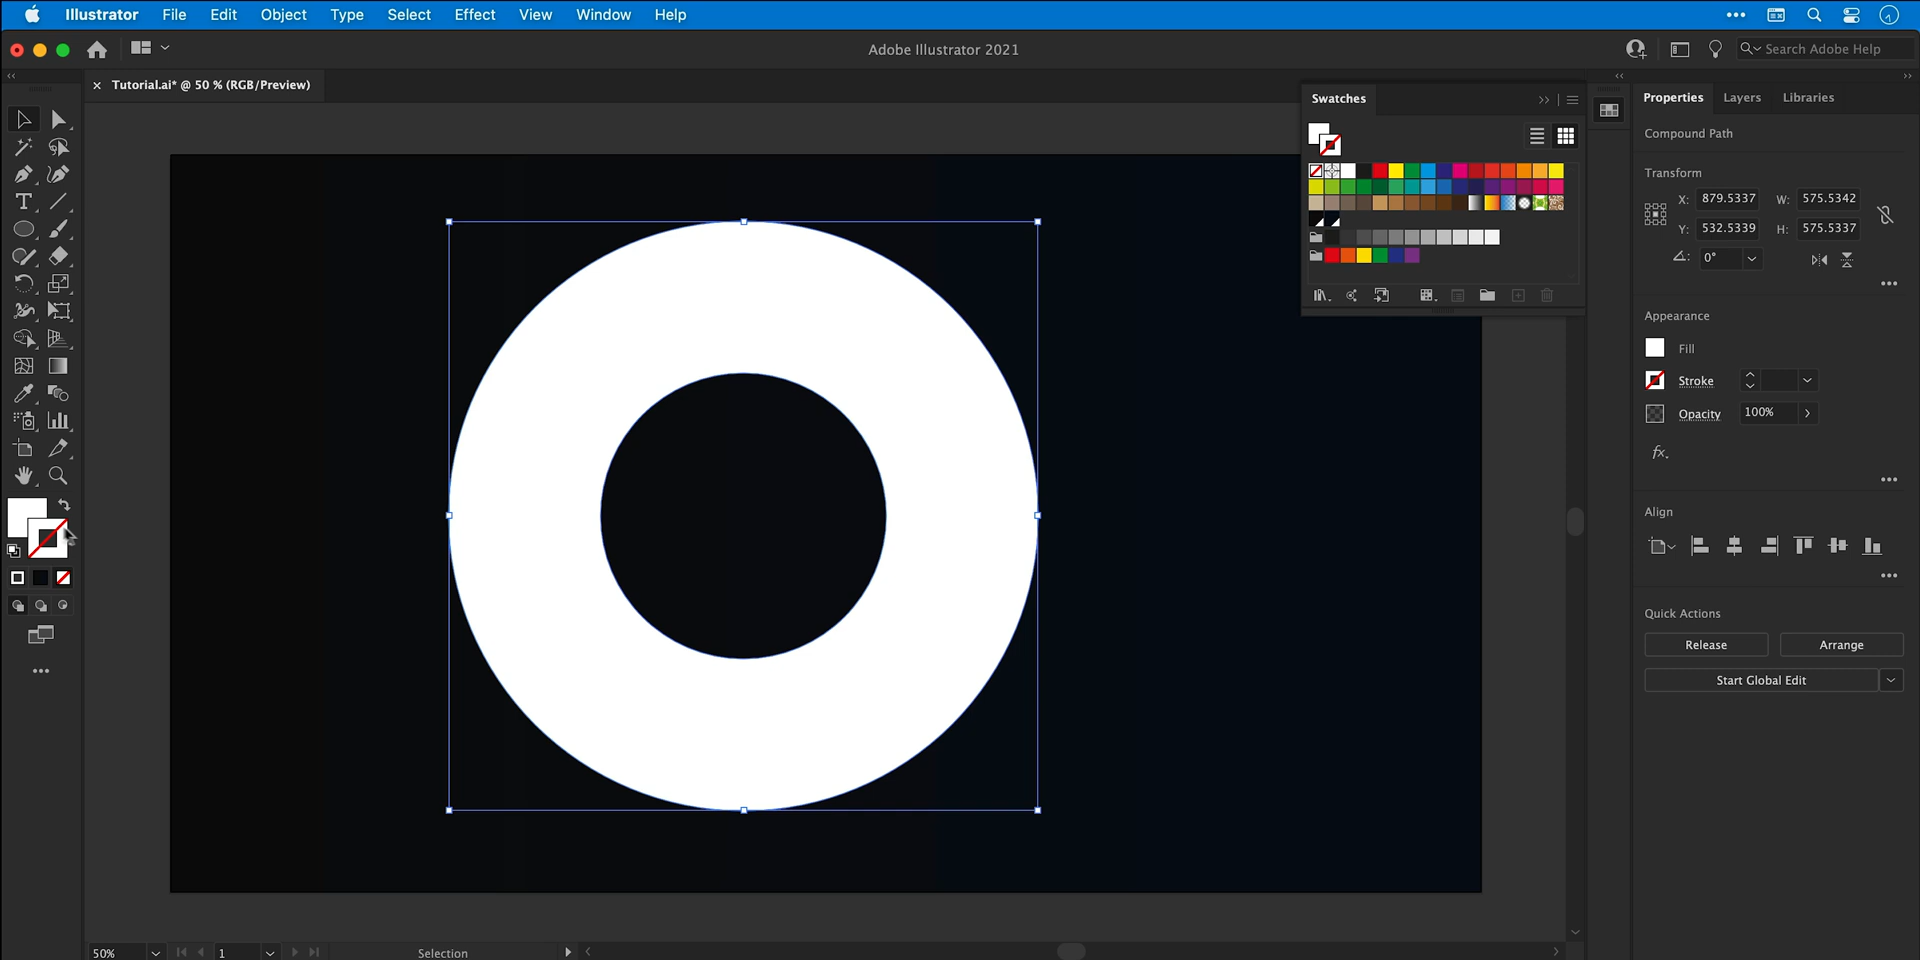 Illustrator File Edit Object Type Select Effect View Window Help
Adobe Illustrator 2021
Search Adobe Help
Tutorial.ai* @ 50 % (RGB/Preview)
Swatches
Properties Layers Libraries
Compound Path
Transform
X: 879.5337 W: 575.5342
Y: 532.5339 H: 575.5337
0°
Appearance
Fill
Stroke
Opacity 100%
fx.
Align
Quick Actions
Release Arrange
Start Global Edit
50% 1 Selection